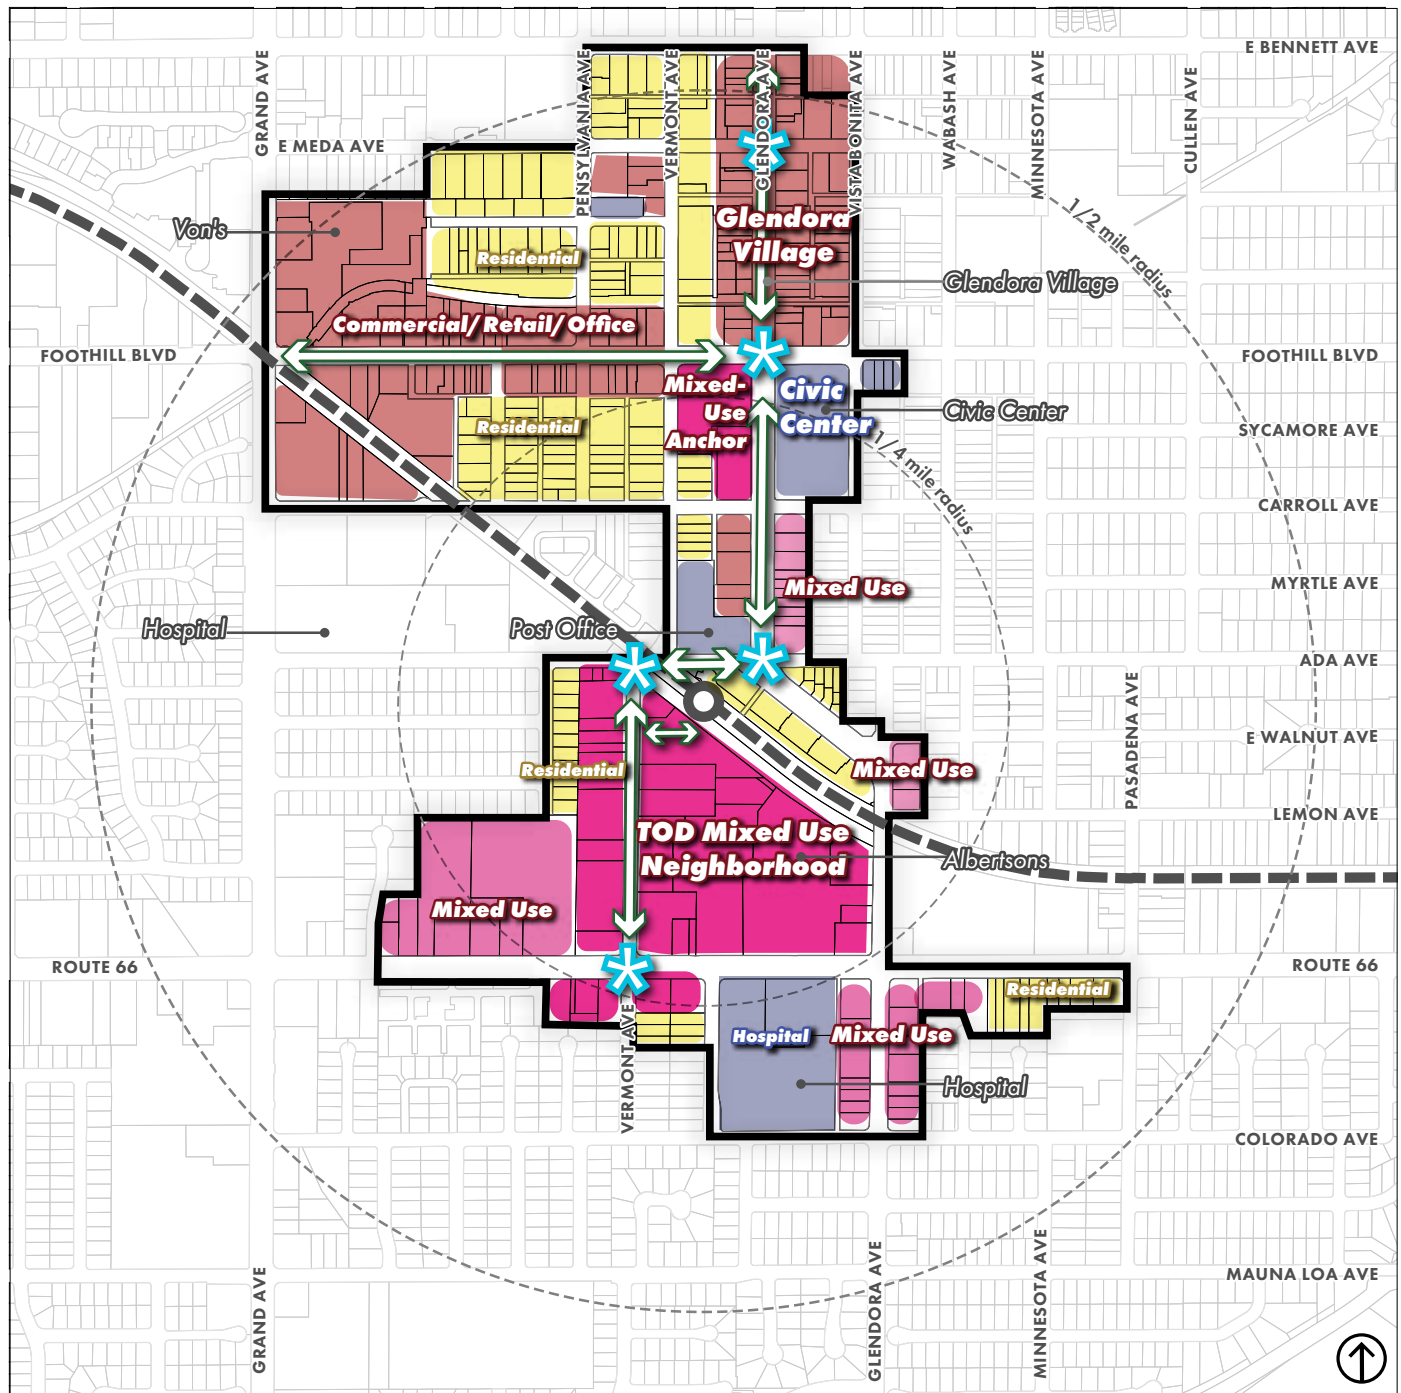 E BENNETT AVE
GRAND AVE
PENSYLVANIA AVE
VERMONT AVE
GLENDORA AVE
VISTA BONITA AVE
WABASH AVE
MINNESOTA AVE
CULLEN AVE
E MEDA AVE
1/2 mile radius
Von's
Glendora
Village
Residential
Glendora Village
Commercial/ Retail/ Office
FOOTHILL BLVD
FOOTHILL BLVD
Mixed-
Use
Anchor
Civic
Center
Civic Center
Residential
SYCAMORE AVE
1/4 mile radius
CARROLL AVE
MYRTLE AVE
Mixed Use
Hospital
Post Office
ADA AVE
PASADENA AVE
E WALNUT AVE
Residential
Mixed Use
LEMON AVE
TOD Mixed Use
Neighborhood
Albertsons
Mixed Use
ROUTE 66
ROUTE 66
Residential
Hospital
Mixed Use
VERMONT AVE
Hospital
COLORADO AVE
GRAND AVE
GLENDORA AVE
MINNESOTA AVE
MAUNA LOA AVE